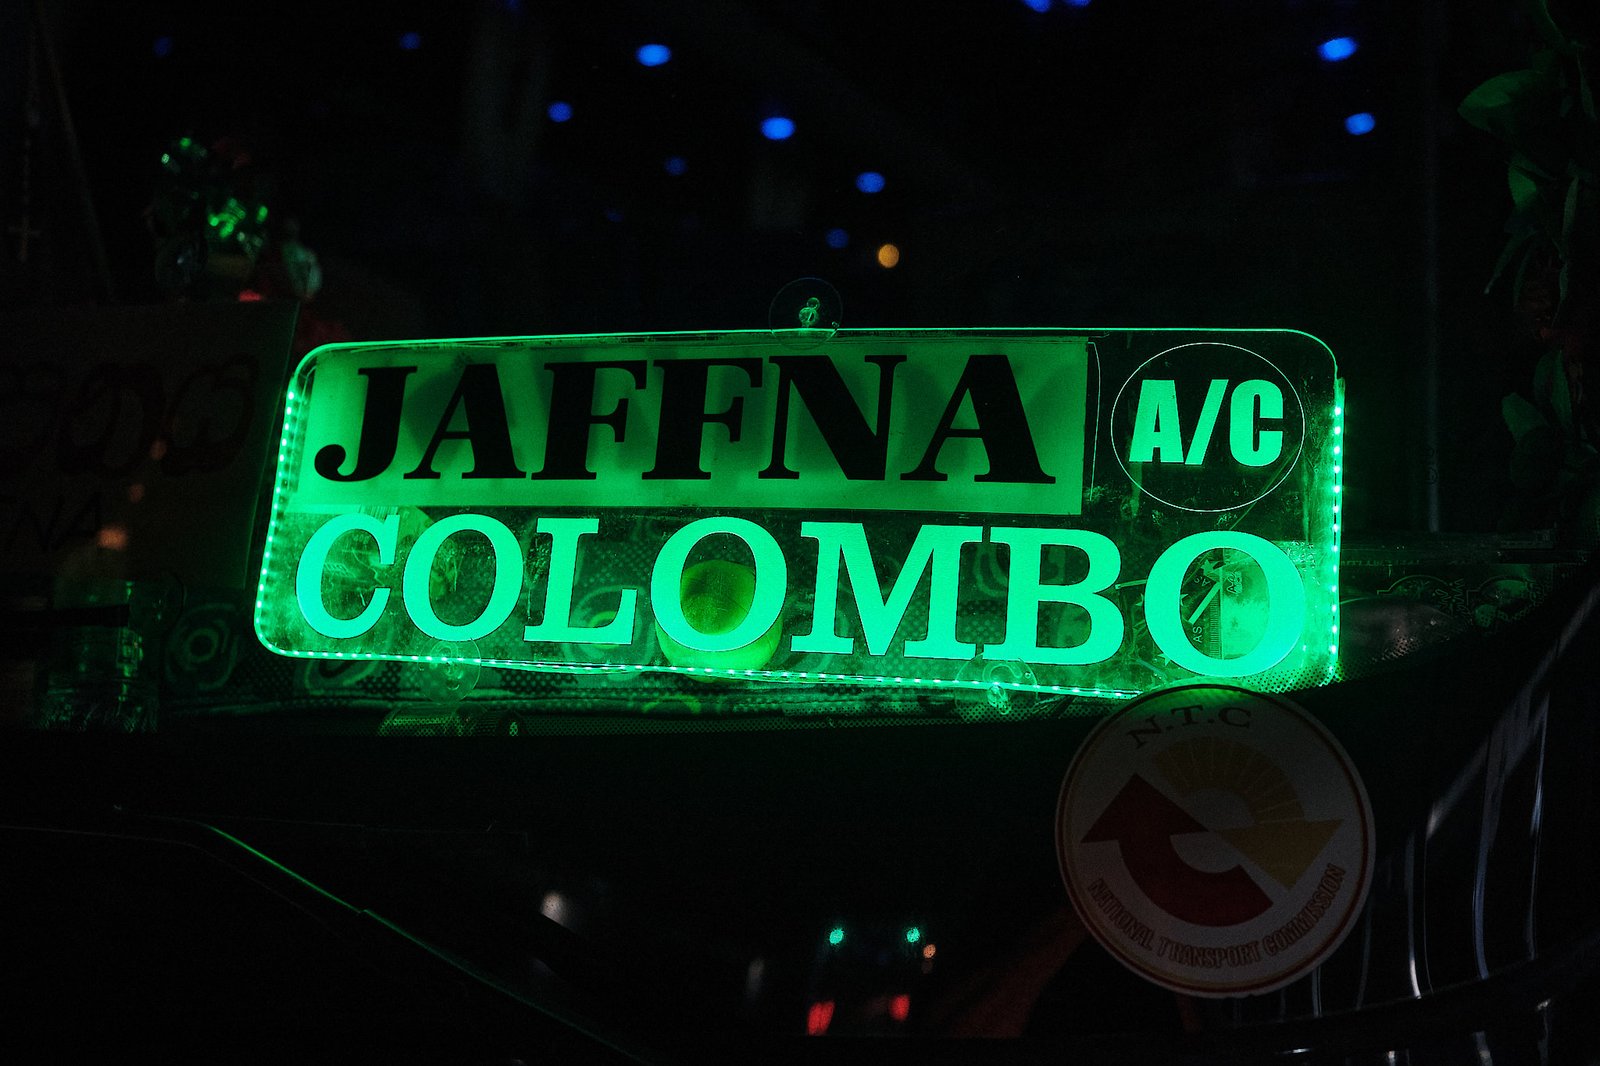 JAFFNA
A/C
COLOMBO
N.T.C
NATIONAL TRANSPORT COMMISSION